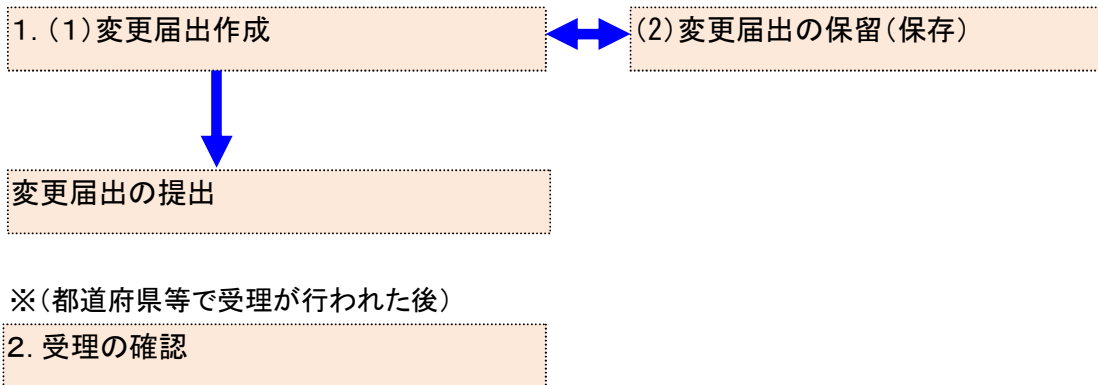 1.（１）変更届出作成
(2)変更届出の保留（保存）
変更届出の提出
※（都道府県等で受理が行われた後）
２．受理の確認